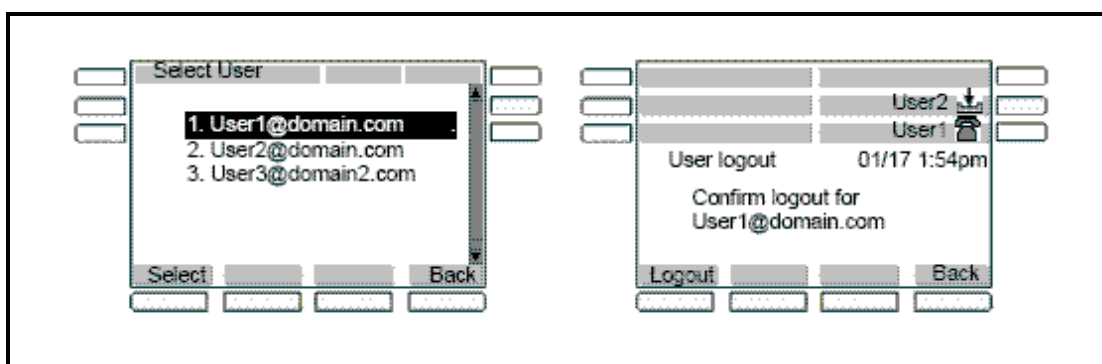 Select User
1. User1@domain.com
2. User2@domain.com
3. User3@domain2.com
Select Back
User2
User1
User logout 01/17 1:54pm
Confirm logout for
User1@domain.com
Logout Back